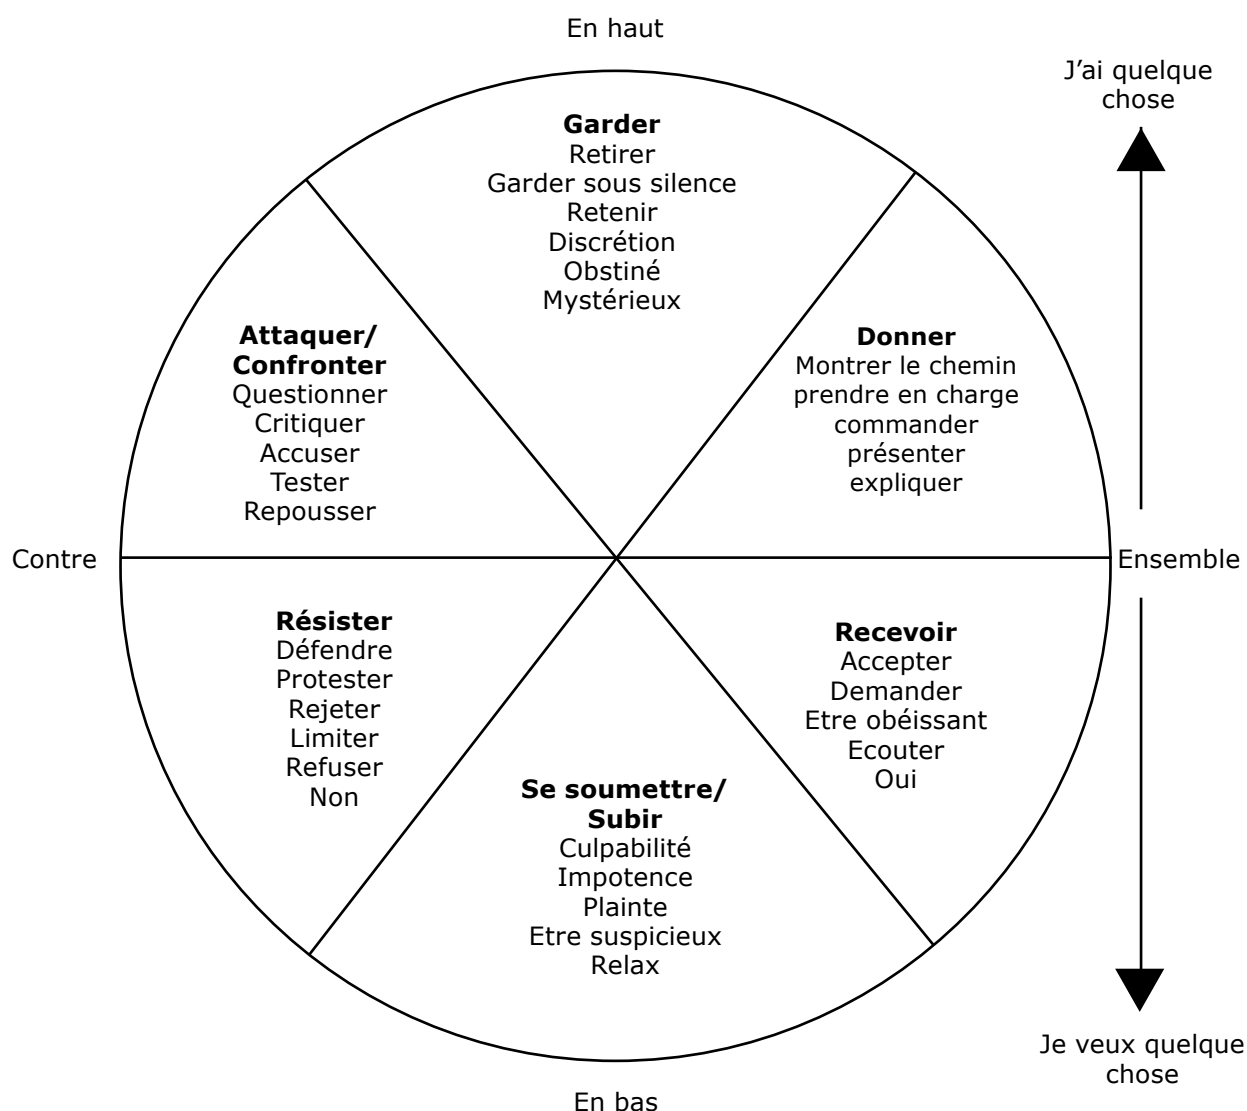 En haut
J'ai quelque
chose
Garder
Retirer
Garder sous silence
Retenir
Discrétion
Obstiné
Mystérieux
Attaquer/
Confronter
Questionner
Critiquer
Accuser
Tester
Repousser
Donner
Montrer le chemin
prendre en charge
commander
présenter
expliquer
Contre
Ensemble
Résister
Défendre
Protester
Rejeter
Limiter
Refuser
Non
Se soumettre/
Subir
Culpabilité
Impotence
Plainte
Etre suspicieux
Relax
Recevoir
Accepter
Demander
Etre obéissant
Ecouter
Oui
Je veux quelque
chose
En bas